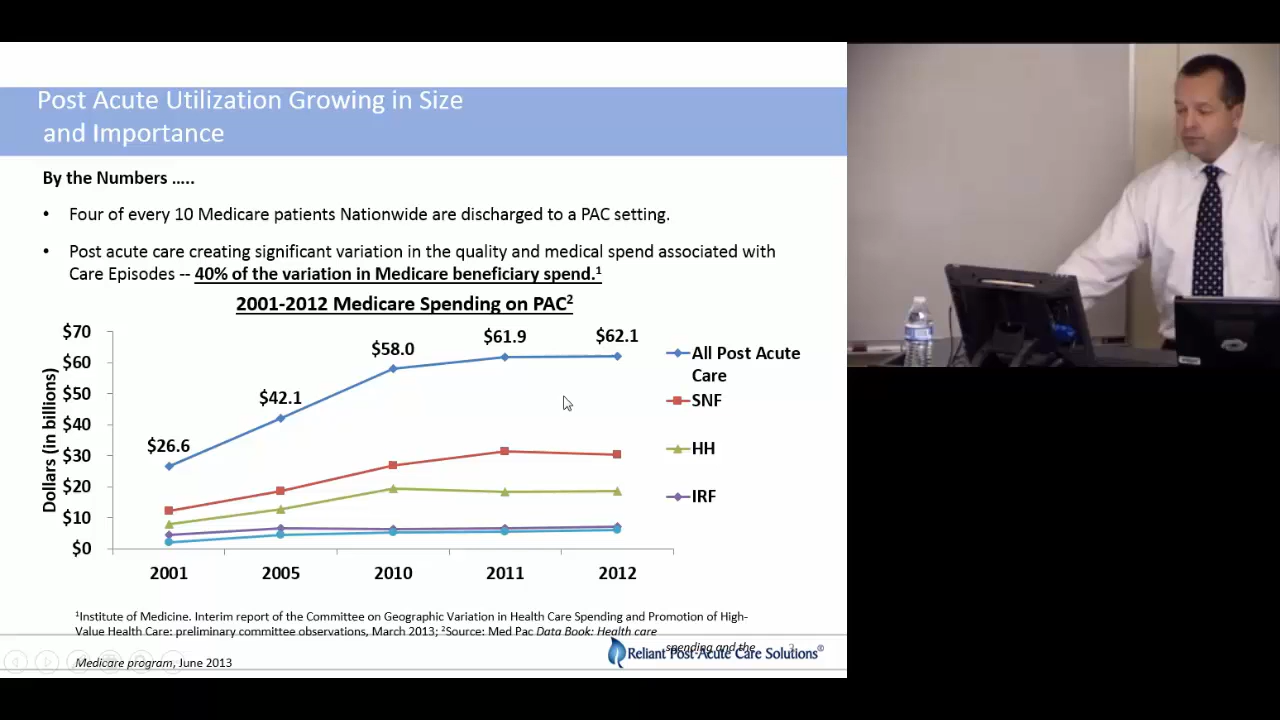 Post Acute Utilization Growing in Size
and Importance
By the Numbers …..
• Four of every 10 Medicare patients Nationwide are discharged to a PAC setting.
• Post acute care creating significant variation in the quality and medical spend associated with
Care Episodes -- 40% of the variation in Medicare beneficiary spend.1
2001-2012 Medicare Spending on PAC2
Dollars (in billions)
$70
$60
$50
$40
$30
$20
$10
$0
$26.6
$42.1
$58.0
$61.9
$62.1
2001 2005 2010 2011 2012
All Post Acute
Care
SNF
HH
IRF
1Institute of Medicine. Interim report of the Committee on Geographic Variation in Health Care Spending and Promotion of High-
Value Health Care: preliminary committee observations, March 2013; 2Source: Med Pac Data Book: Health care
spending and the
Medicare program, June 2013
Reliant Post-Acute Care Solutions®